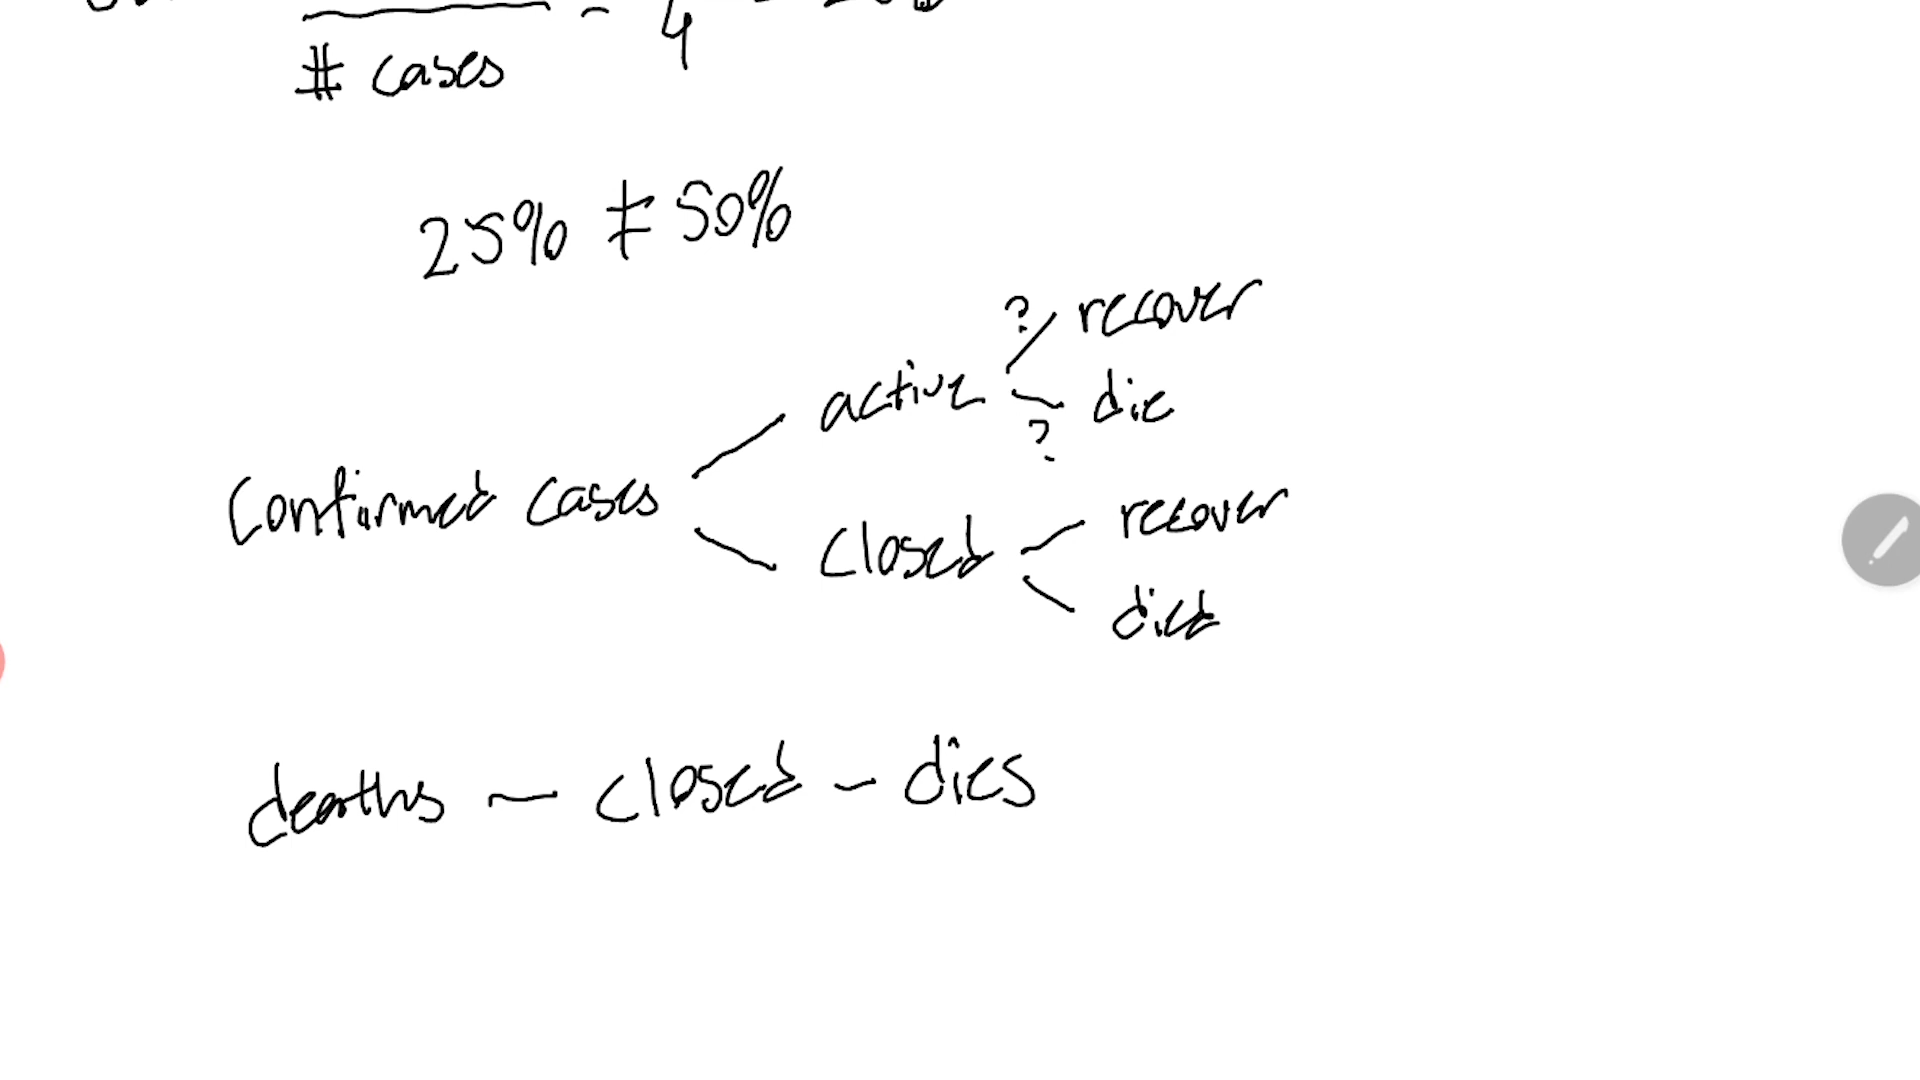 4
# cases
25% ≠ 50%
? recover
active
die
?
Confirmed cases
recover
closed
died
deaths - closed - dies